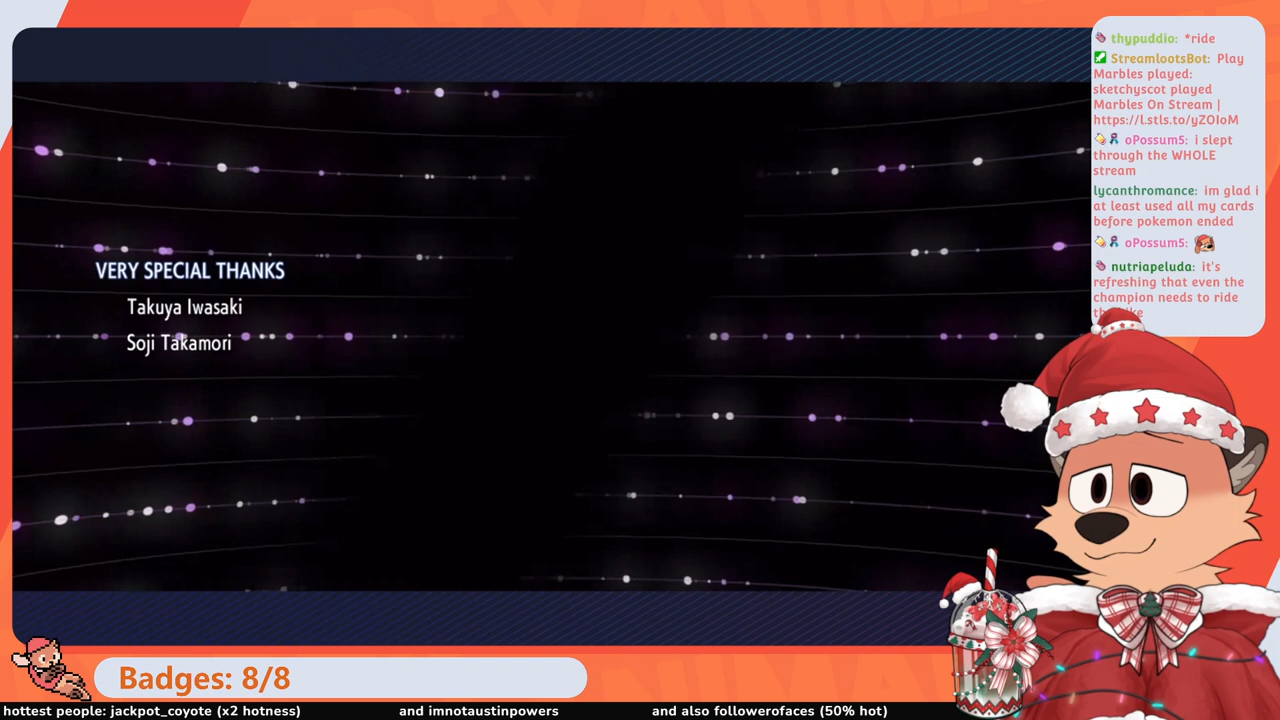 VERY SPECIAL THANKS
Takuya Iwasaki
Soji Takamori
thypuddio: *ride
StreamlootsBot: Play
Marbles played:
sketchyscot played
Marbles On Stream |
https://l.stls.to/yZOIoM
oPossum5: i slept
through the WHOLE
stream
lycanthromance: im glad i
at least used all my cards
before pokemon ended
oPossum5:
nutriapeluda: it's
refreshing that even the
champion needs to ride
Badges: 8/8
hottest people: jackpot_coyote (x2 hotness) and imnotaustinpowers and also followerofaces (50% hot)